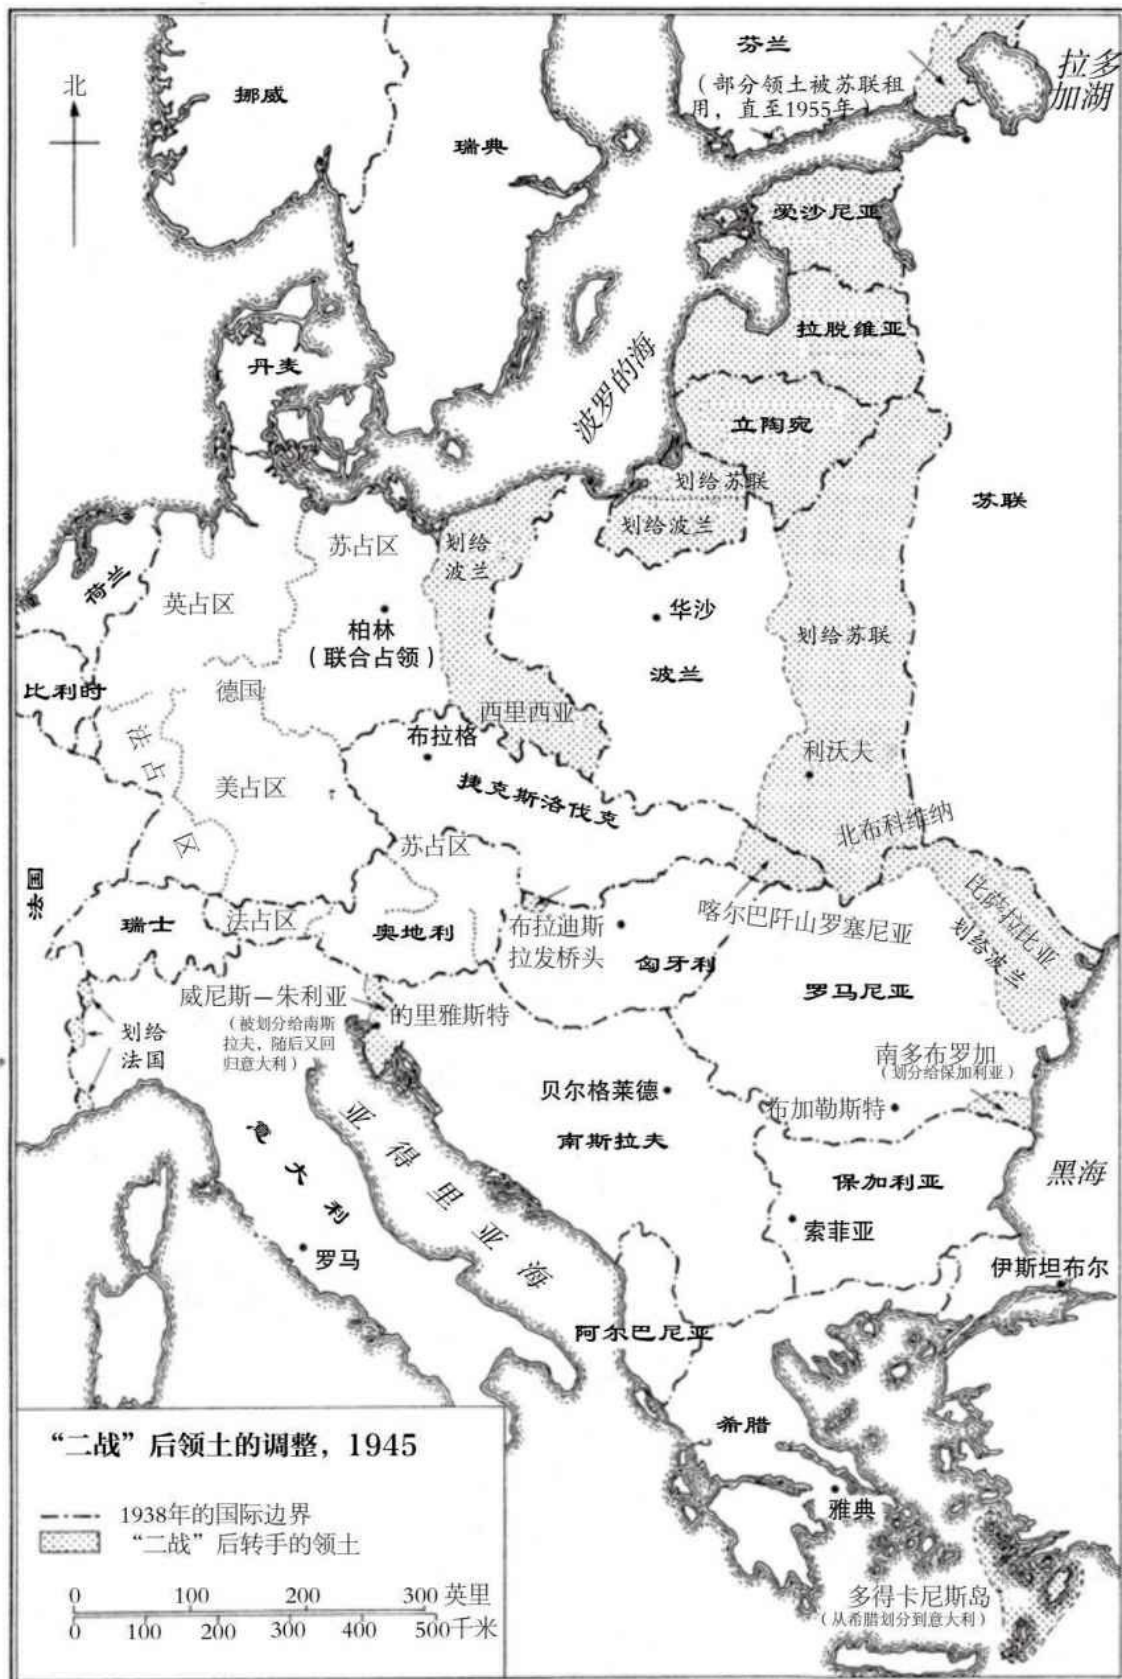 北
挪威
瑞典
芬兰
(部分领土被苏联租
用，直至1955年)
拉多
加湖
爱沙尼亚
拉脱维亚
丹麦
波罗的海
立陶宛
划给苏联
划给波兰
苏联
划给
波兰
苏占区
荷兰
英占区
柏林
(联合占领)
华沙
划给苏联
比利时
德国
波兰
西里西亚
布拉格
法占区
美占区
利沃夫
捷克斯洛伐克
北布科维纳
苏占区
法国
瑞士
法占区
奥地利
布拉迪斯
拉发桥头
匈牙利
喀尔巴阡山罗塞尼亚
比萨拉比亚
划给波兰
罗马尼亚
威尼斯—朱利亚
(被划分给南斯
拉夫，随后又回
归意大利)
的里雅斯特
划给
法国
南多布罗加
(划分给保加利亚)
贝尔格莱德
布加勒斯特
南斯拉夫
亚得里亚海
意大利
保加利亚
黑海
索菲亚
罗马
伊斯坦布尔
阿尔巴尼亚
希腊
雅典
多得卡尼斯岛
(从希腊划分到意大利)
“二战”后领土的调整，1945
1938年的国际边界
“二战”后转手的领土
0 100 200 300 英里
0 100 200 300 400 500千米